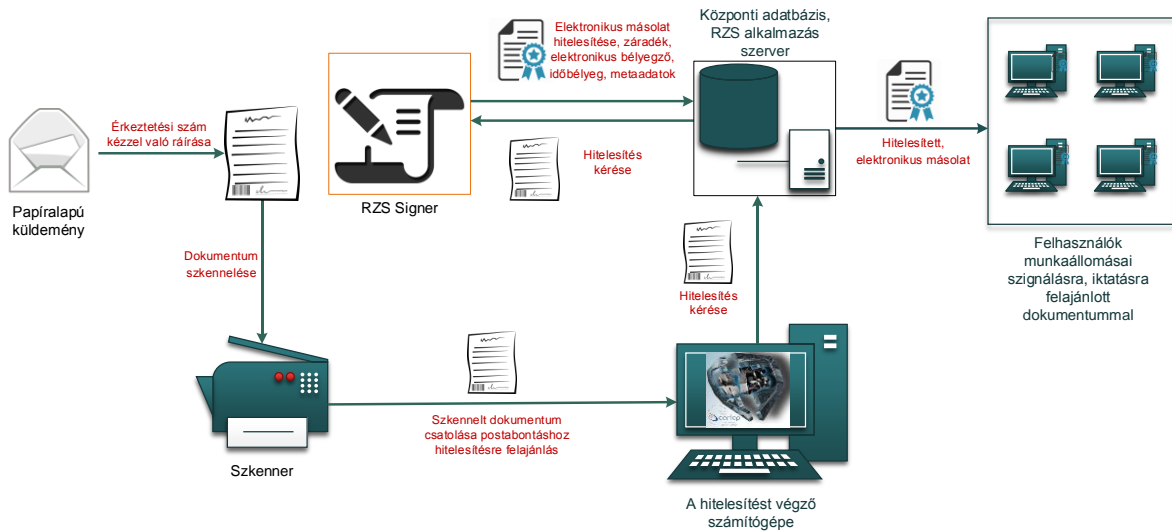 Papíralapú
küldemény
Érkeztetési szám
kézzel való ráírása
Dokumentum
szkennelése
Szkenner
Szkennelt dokumentum
csatolása postabontáshoz
hitelesítésre felajánlás
A hitelesítést végző
számítógépe
Hitelesítés
kérése
Központi adatbázis,
RZS alkalmazás
szerver
Hitelesítés
kérése
RZS Signer
Elektronikus másolat
hitelesítése, záradék,
elektronikus bélyegző,
időbélyeg, metaadatok
Hitelesített,
elektronikus másolat
Felhasználók
munkaállomásai
szignálásra, iktatásra
felajánlott
dokumentummal